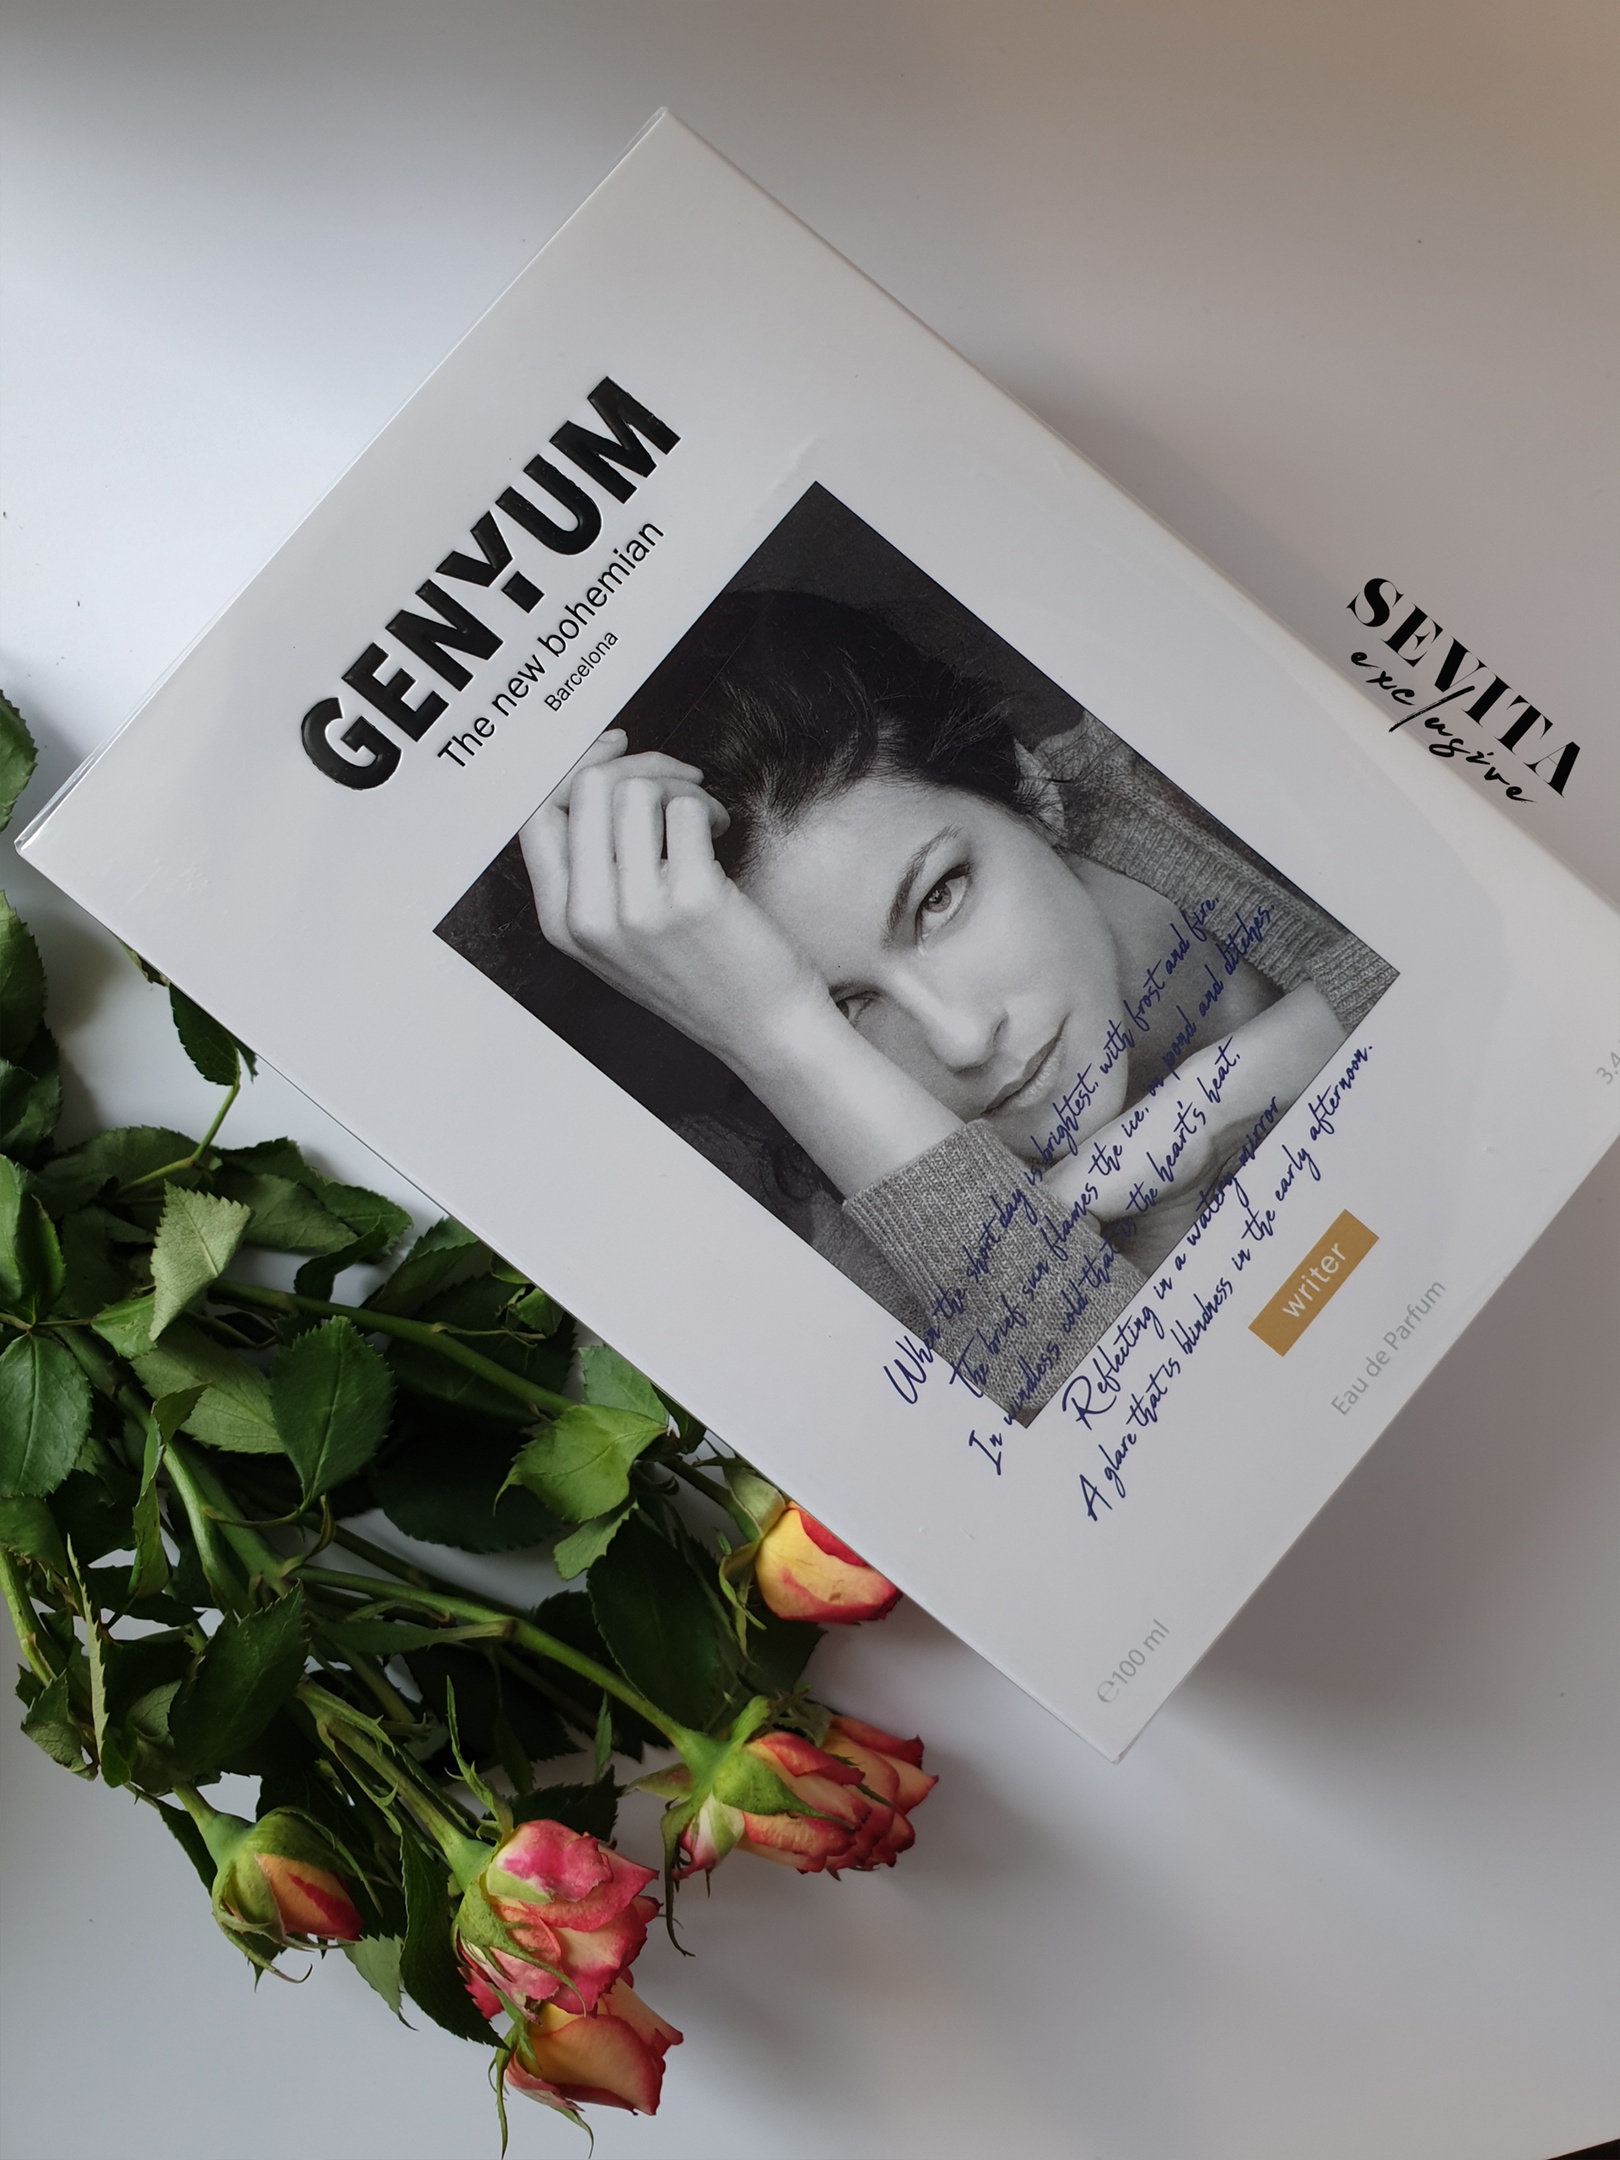 GENYUM
The new bohemian
Barcelona
When the short day is brightest, with frost and fire,
The brief sun flames the ice, on pond and ditches,
In windless cold that is the heart's heat,
Reflecting in a watery mirror
A glare that is blindness in the early afternoon.
writer
Eau de Parfum
℮100 ml
3.4
SEVITA
exclusive